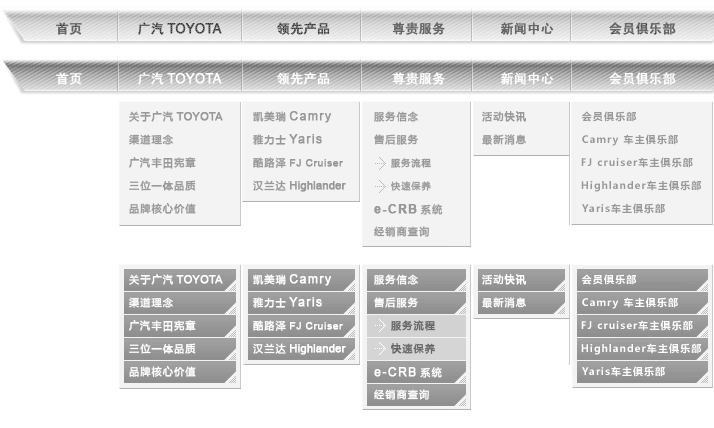 首页 广汽 TOYOTA 领先产品 尊贵服务 新闻中心 会员俱乐部
首页 广汽 TOYOTA 领先产品 尊贵服务 新闻中心 会员俱乐部
关于广汽 TOYOTA
渠道理念
广汽丰田宪章
三位一体品质
品牌核心价值
凯美瑞 Camry
雅力士 Yaris
酷路泽 FJ Cruiser
汉兰达 Highlander
服务信念
售后服务
服务流程
快速保养
e-CRB 系统
经销商查询
活动快讯
最新消息
会员俱乐部
Camry 车主俱乐部
FJ cruiser车主俱乐部
Highlander车主俱乐部
Yaris车主俱乐部
关于广汽 TOYOTA
渠道理念
广汽丰田宪章
三位一体品质
品牌核心价值
凯美瑞 Camry
雅力士 Yaris
酷路泽 FJ Cruiser
汉兰达 Highlander
服务信念
售后服务
服务流程
快速保养
e-CRB 系统
经销商查询
活动快讯
最新消息
会员俱乐部
Camry 车主俱乐部
FJ cruiser车主俱乐部
Highlander车主俱乐部
Yaris车主俱乐部